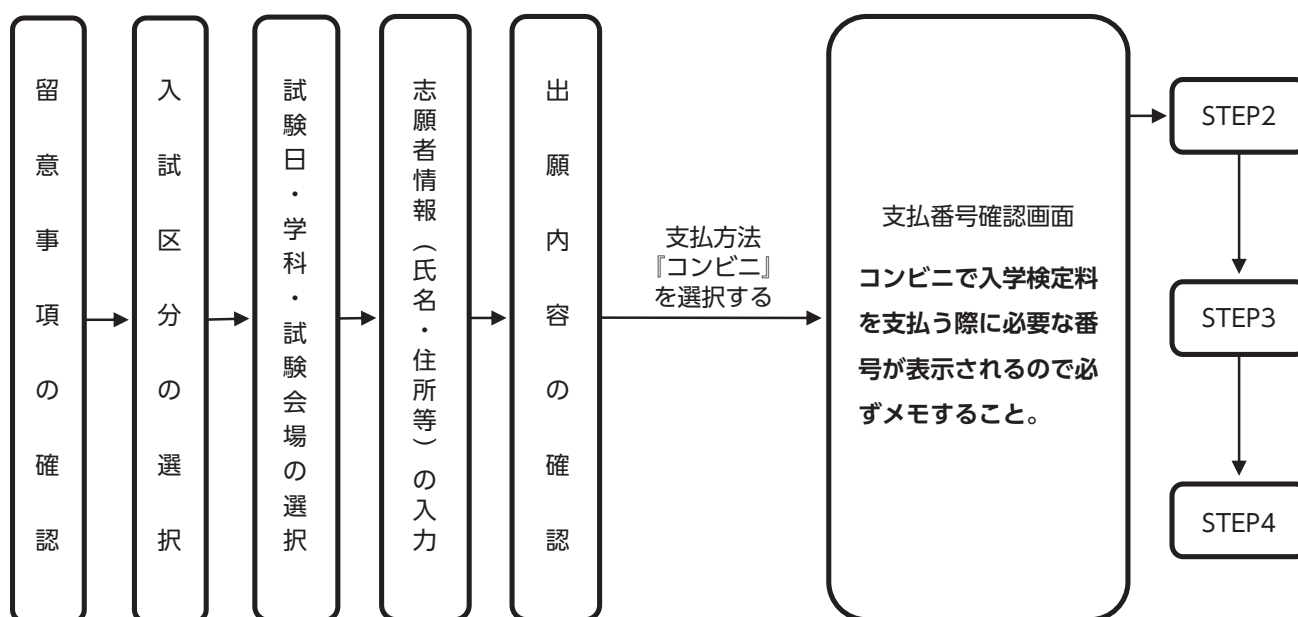 留意事項の確認
入試区分の選択
試験日・学科・試験会場の選択
志願者情報（氏名・住所等）の入力
出願内容の確認
支払方法
『コンビニ』
を選択する
支払番号確認画面
コンビニで入学検定料
を支払う際に必要な番
号が表示されるので必
ずメモすること。
STEP2
STEP3
STEP4